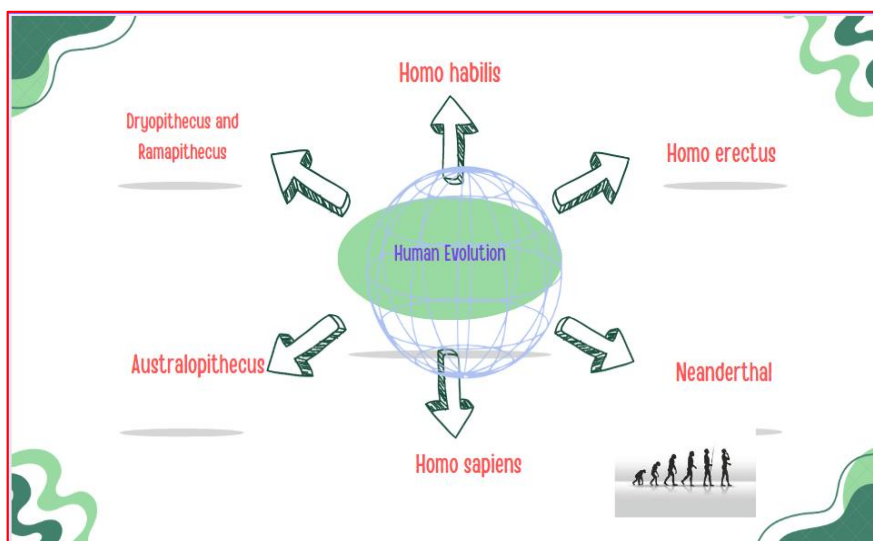 Homo habilis
Dryopithecus and
Ramapithecus
Homo erectus
Human Evolution
Australopithecus
Neanderthal
Homo sapiens